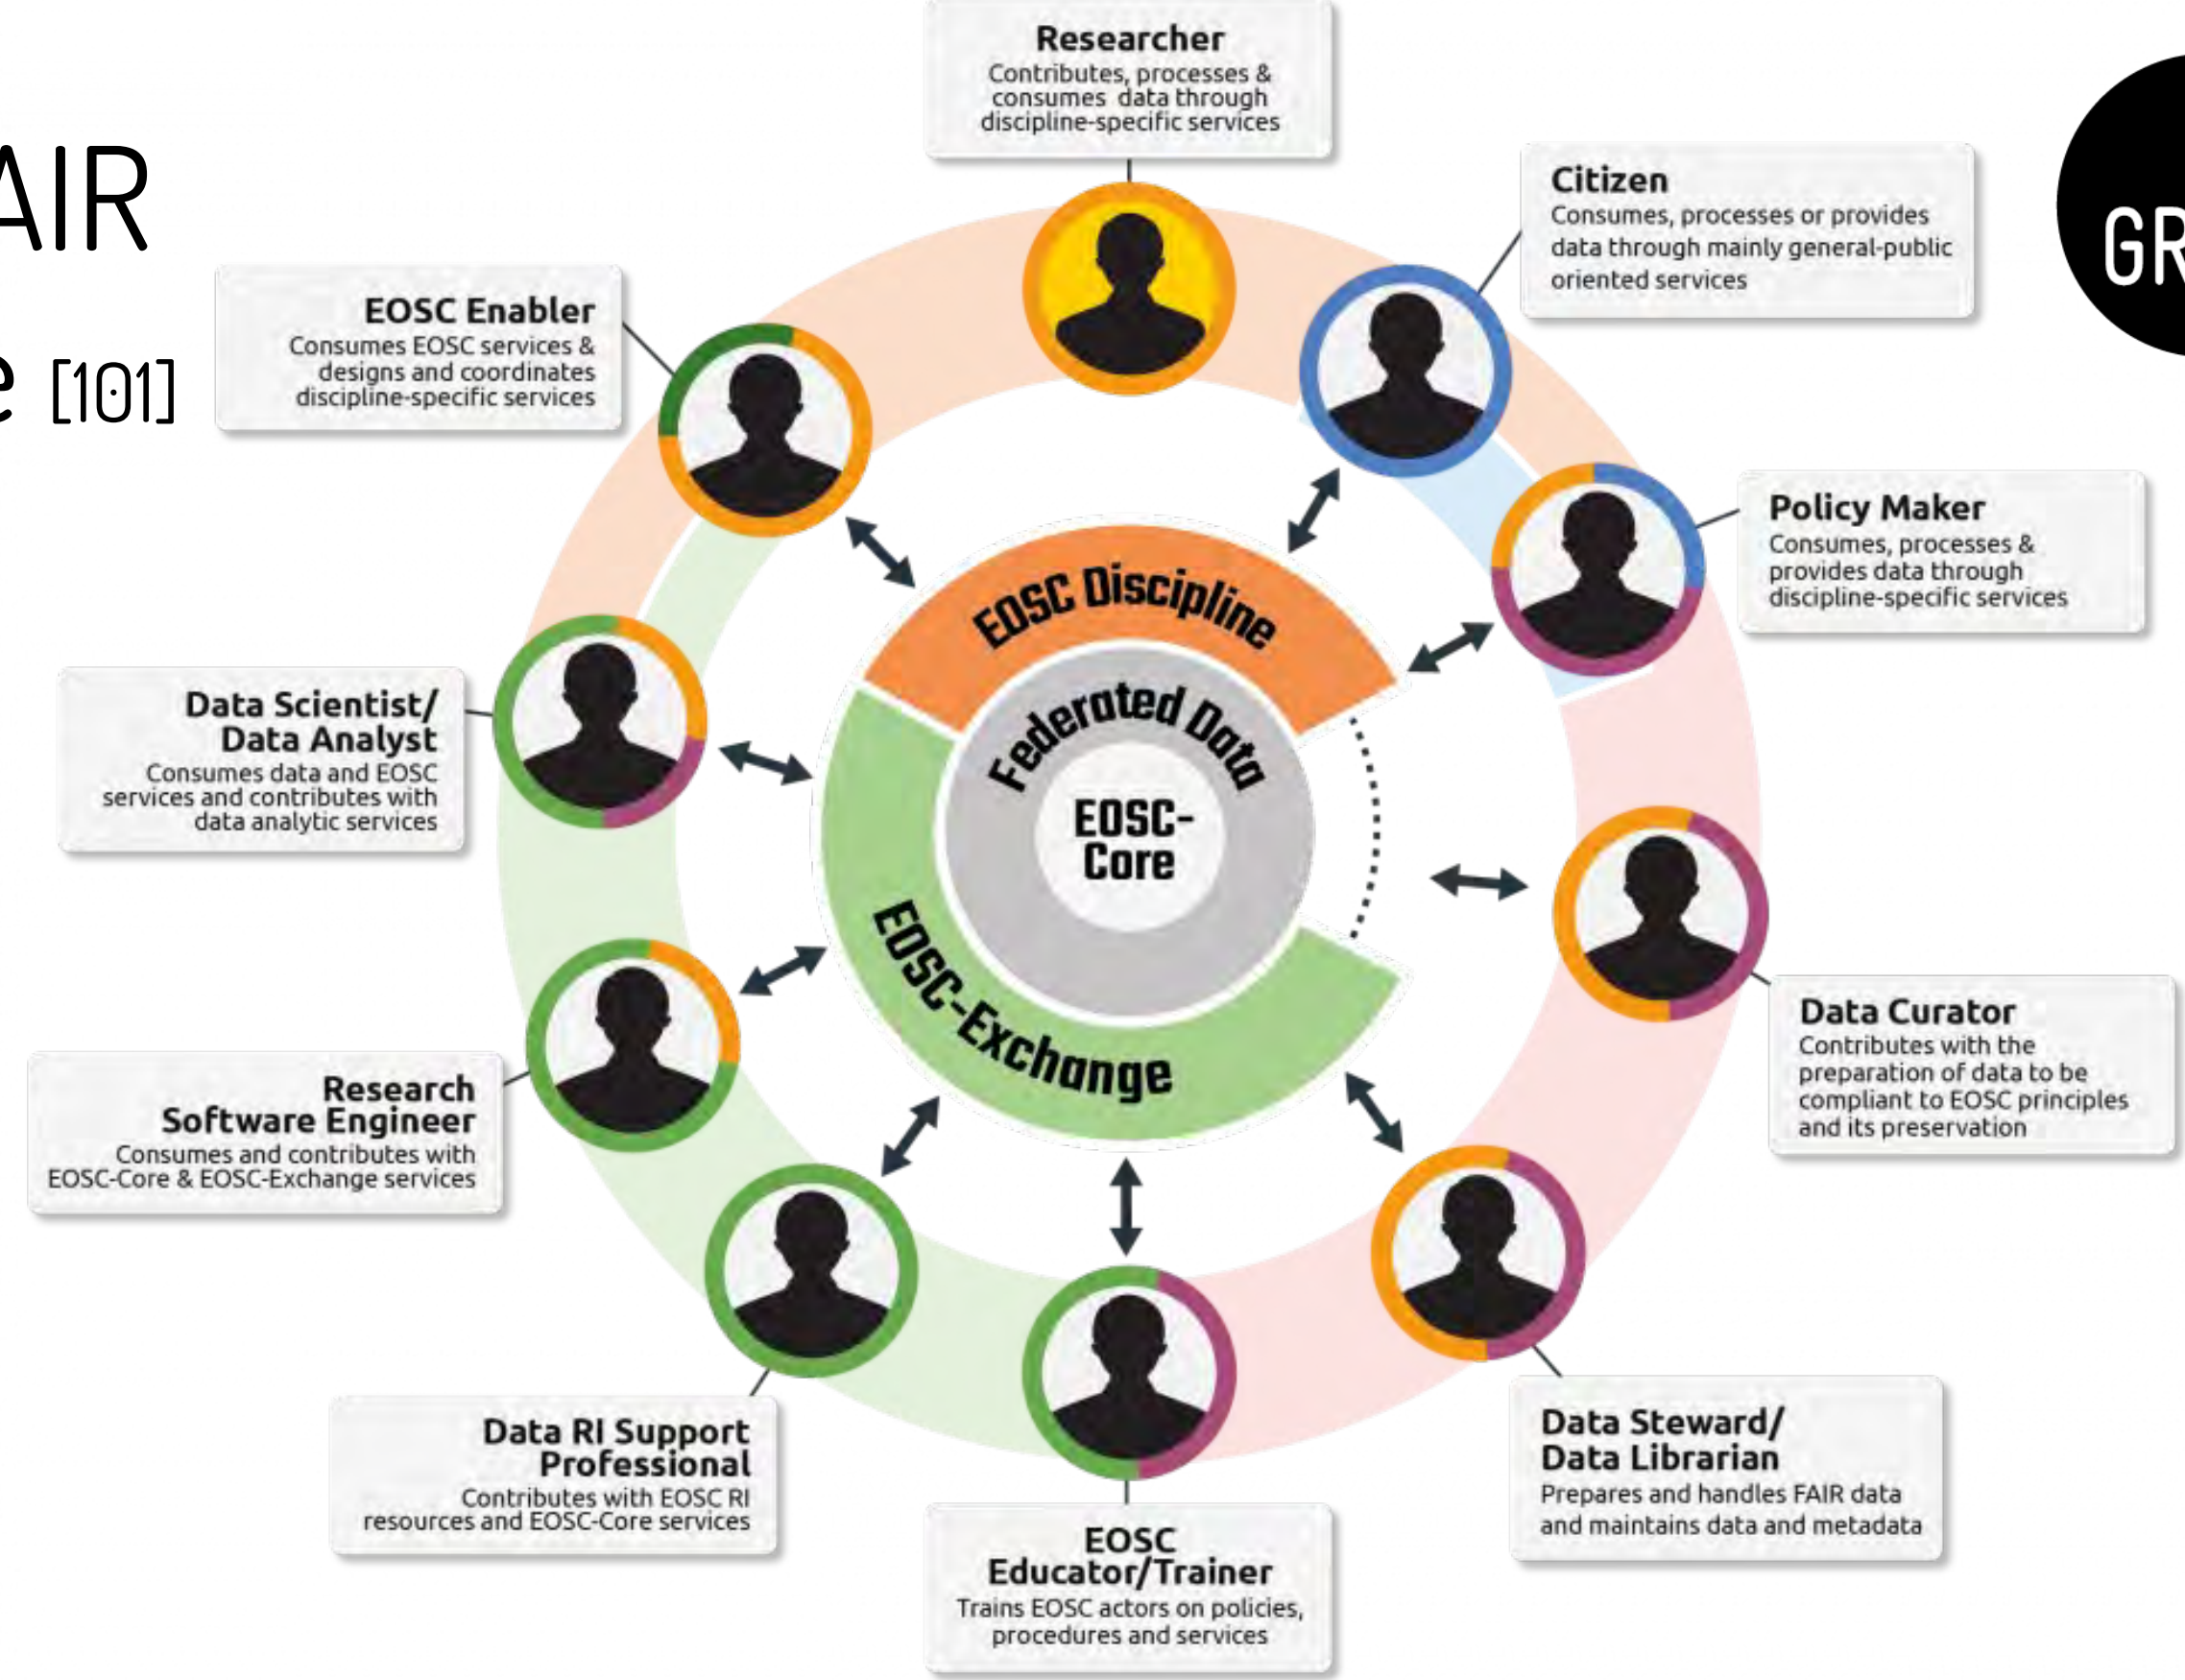 AIR
[101]
GR
Researcher
Contributes, processes &
consumes data through
discipline-specific services
Citizen
Consumes, processes or provides
data through mainly general-public
oriented services
EOSC Enabler
Consumes EOSC services &
designs and coordinates
discipline-specific services
Policy Maker
Consumes, processes &
provides data through
discipline-specific services
EOSC Discipline
Federated Data
EOSC-
Core
EOSC-Exchange
Data Scientist/
Data Analyst
Consumes data and EOSC
services and contributes with
data analytic services
Data Curator
Contributes with the
preparation of data to be
compliant to EOSC principles
and its preservation
Research
Software Engineer
Consumes and contributes with
EOSC-Core & EOSC-Exchange services
Data RI Support
Professional
Contributes with EOSC RI
resources and EOSC-Core services
Data Steward/
Data Librarian
Prepares and handles FAIR data
and maintains data and metadata
EOSC
Educator/Trainer
Trains EOSC actors on policies,
procedures and services